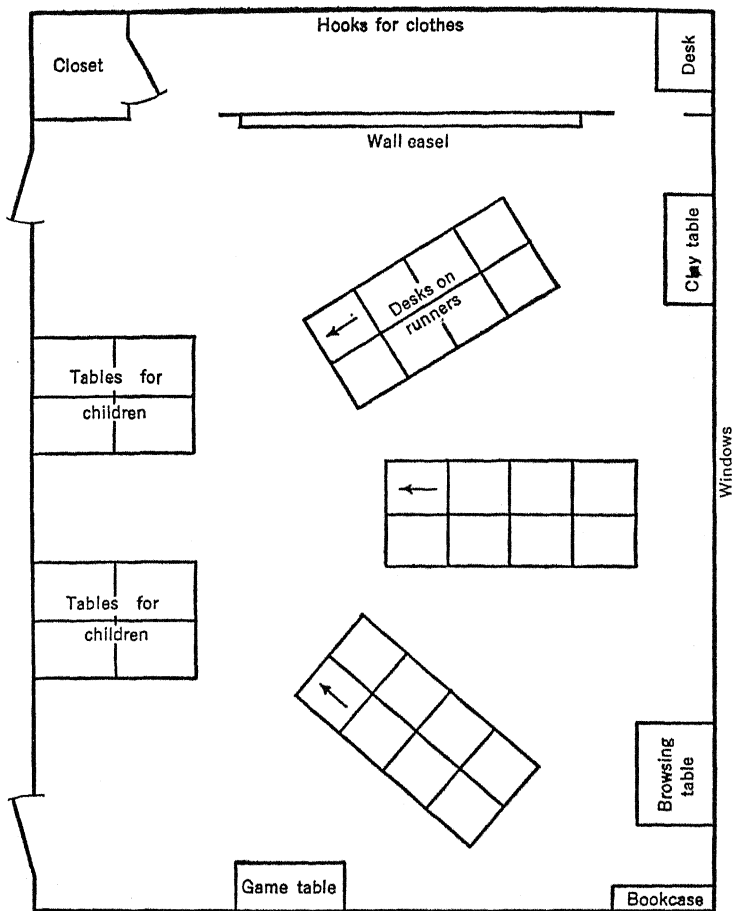 Hooks for clothes
Closet
Desk
Wall easel
Clay table
Desks on
runners
Tables for
children
Windows
Tables for
children
Browsing
table
Game table
Bookcase